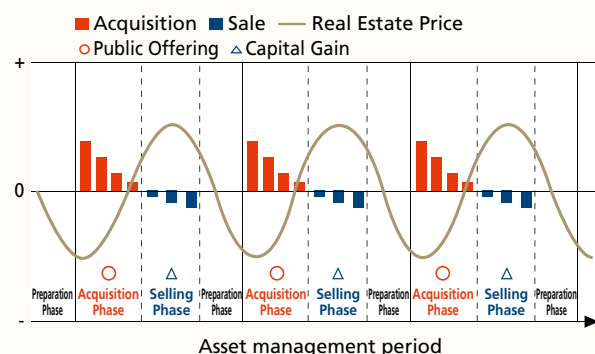 Acquisition Sale Real Estate Price
Public Offering Capital Gain
+
0
-
Preparation Phase
Acquisition Phase
Selling Phase
Preparation Phase
Acquisition Phase
Selling Phase
Preparation Phase
Acquisition Phase
Selling Phase
Preparation Phase
Asset management period